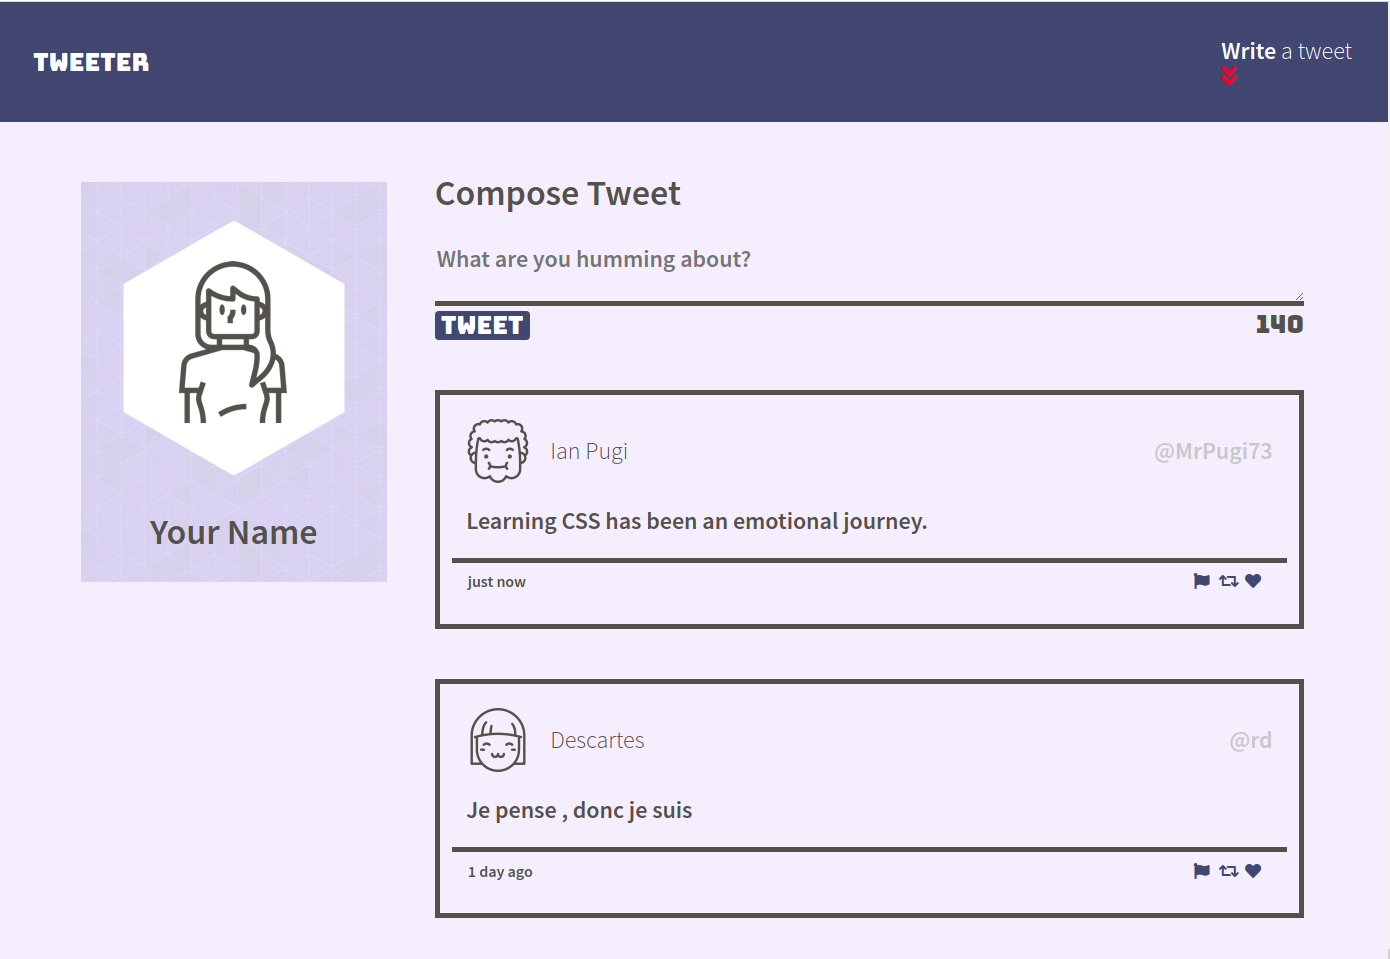 TWEETER
Write a tweet
Your Name
Compose Tweet
What are you humming about?
TWEET
140
Ian Pugi
@MrPugi73
Learning CSS has been an emotional journey.
just now
Descartes
@rd
Je pense , donc je suis
1 day ago